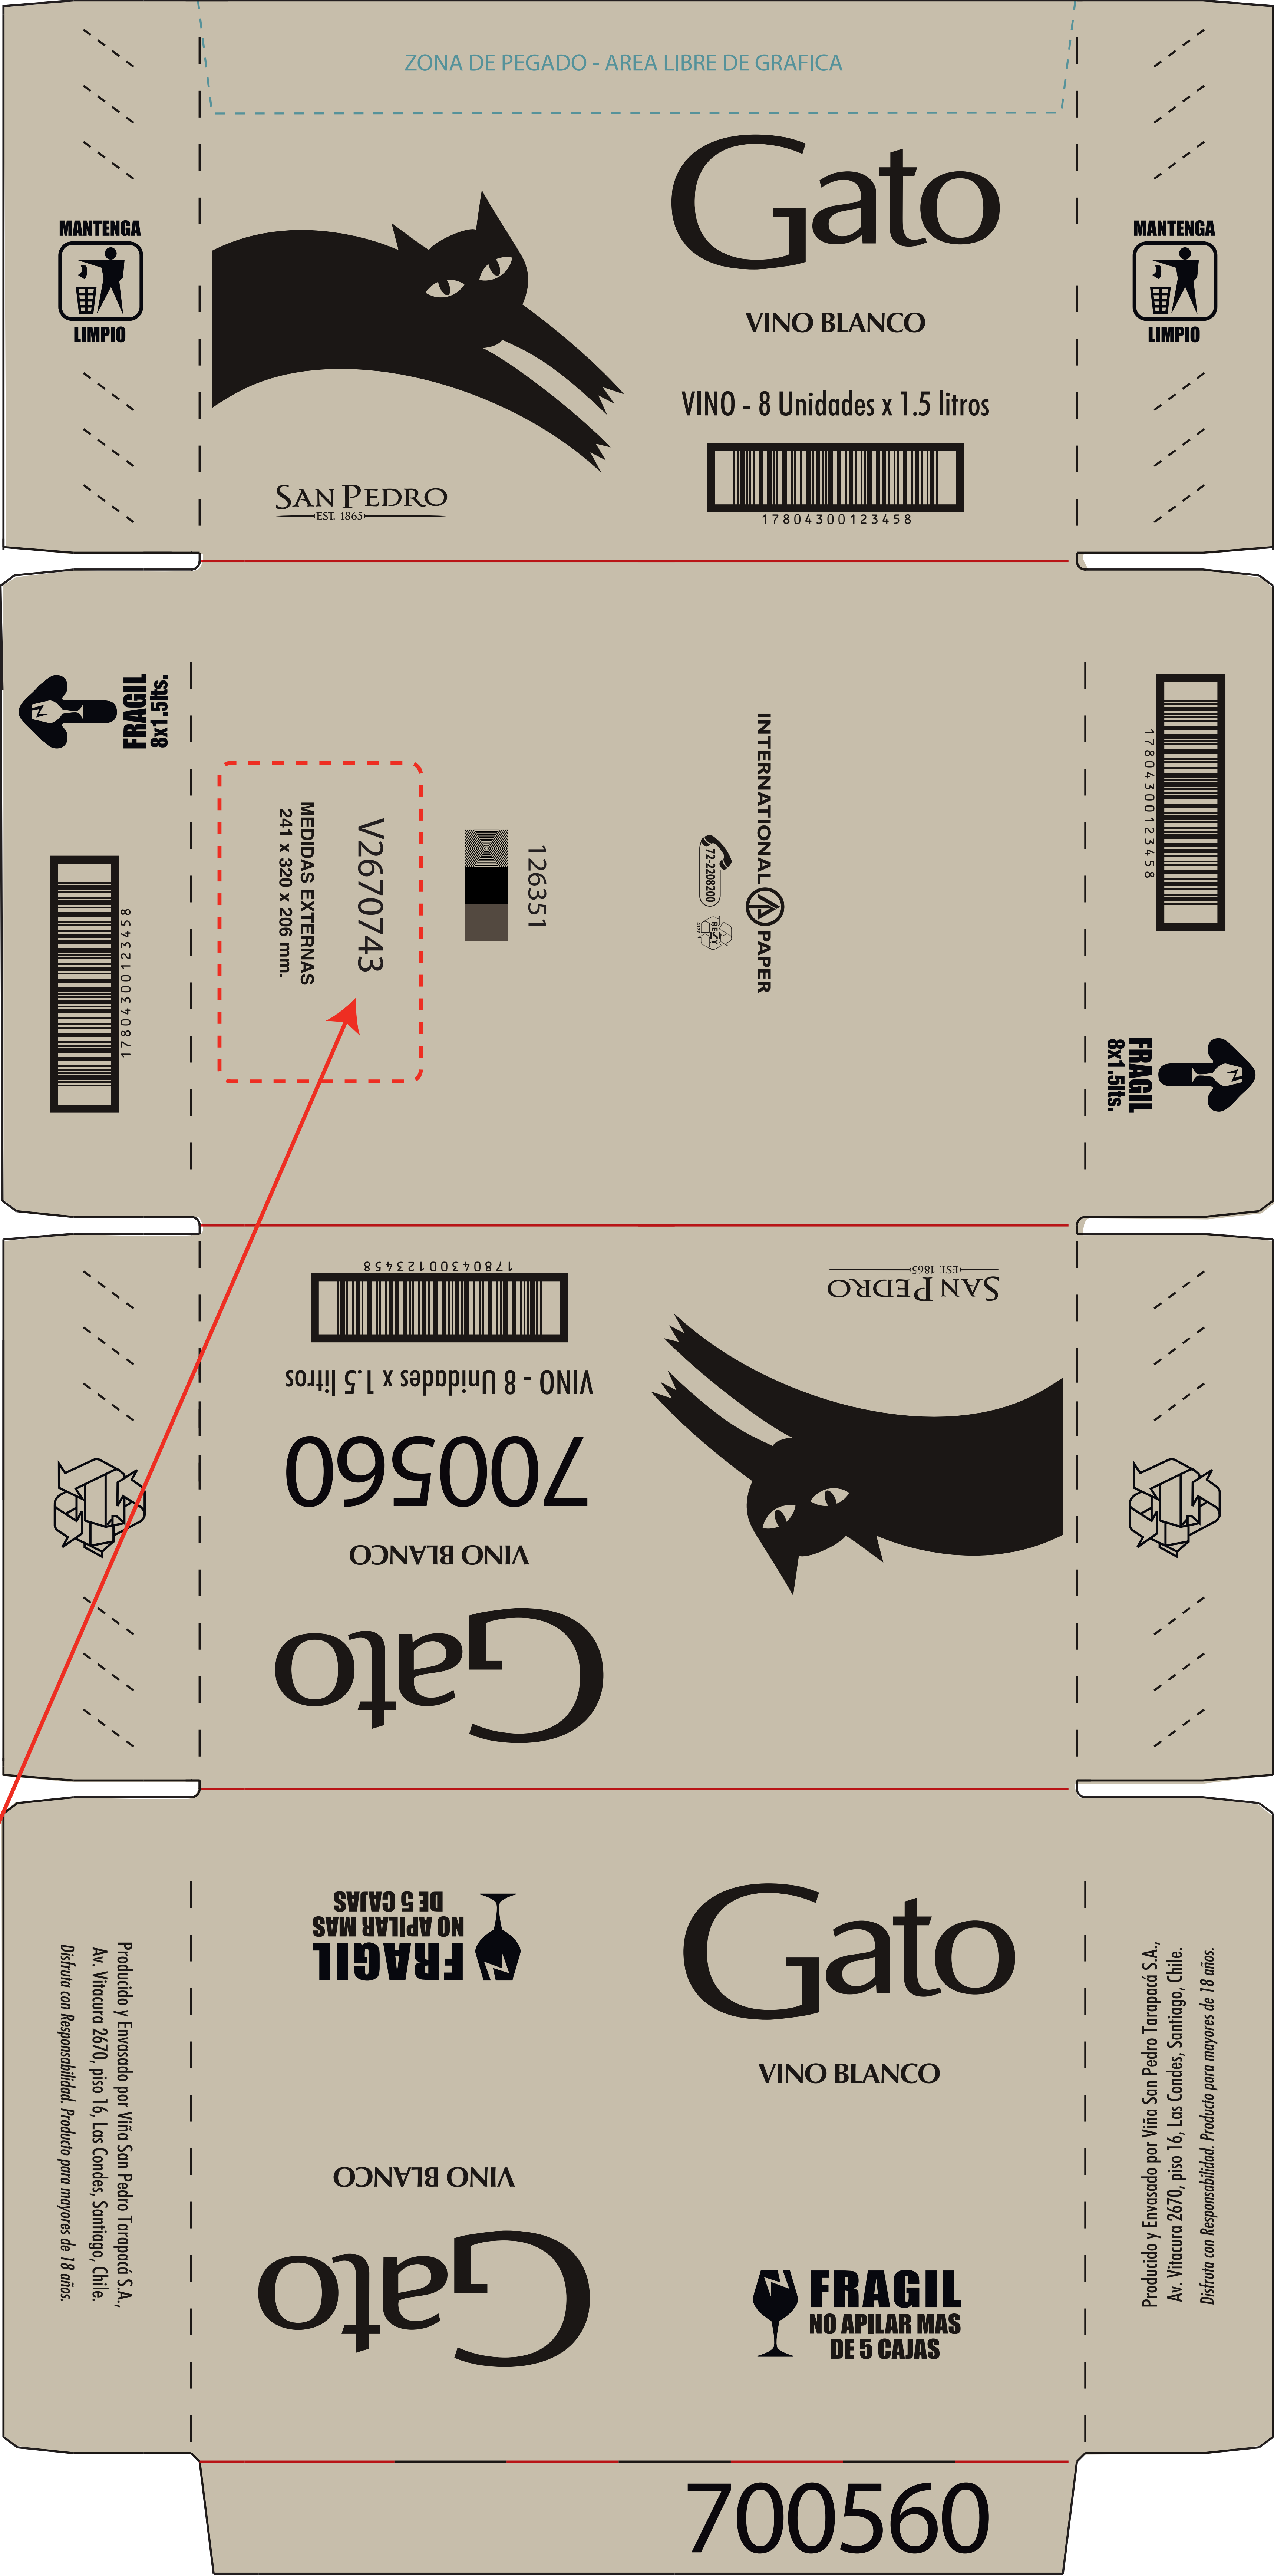 ZONA DE PEGADO - AREA LIBRE DE GRAFICA
Gato
VINO BLANCO
VINO - 8 Unidades x 1.5 litros
17804300123458
SAN PEDRO
EST. 1865
MANTENGA
LIMPIO
MANTENGA
LIMPIO
FRAGIL
8x1.5lts.
17804300123458
V2670743
MEDIDAS EXTERNAS
241 x 320 x 206 mm.
126351
INTERNATIONAL PAPER
72-2208200
RESY
17804300123458
FRAGIL
8x1.5lts.
Gato
VINO BLANCO
700560
VINO - 8 Unidades x 1.5 litros
17804300123458
SAN PEDRO
EST. 1865
FRAGIL
NO APILAR MAS
DE 5 CAJAS
Gato
VINO BLANCO
Gato
VINO BLANCO
FRAGIL
NO APILAR MAS
DE 5 CAJAS
Producido y Envasado por Viña San Pedro Tarapacá S.A.,
Av. Vitacura 2670, piso 16, Las Condes, Santiago, Chile.
Disfruta con Responsabilidad. Producto para mayores de 18 años.
Producido y Envasado por Viña San Pedro Tarapacá S.A.,
Av. Vitacura 2670, piso 16, Las Condes, Santiago, Chile.
Disfruta con Responsabilidad. Producto para mayores de 18 años.
700560